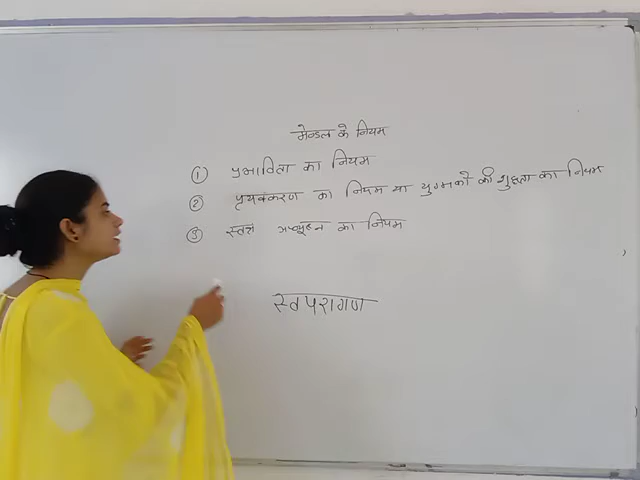 मेन्डल के नियम
① प्रभाविता का नियम
② पृथक्करण का नियम या युग्मकों की शुद्धता का नियम
③ स्वतंत्र अपव्यूहन का नियम
स्वपरागण